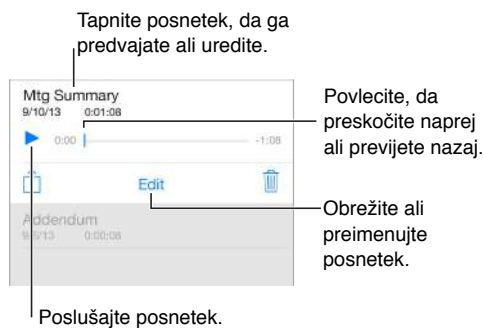 Tapnite posnetek, da ga
predvajate ali uredite.
Mtg Summary
9/10/13 0:01:08
0:00 -1:08
Povlecite, da
preskočite naprej
ali previjete nazaj.
Edit
Obrežite ali
preimenujte
posnetek.
Addendum
9/5/13 0:00:08
Poslušajte posnetek.